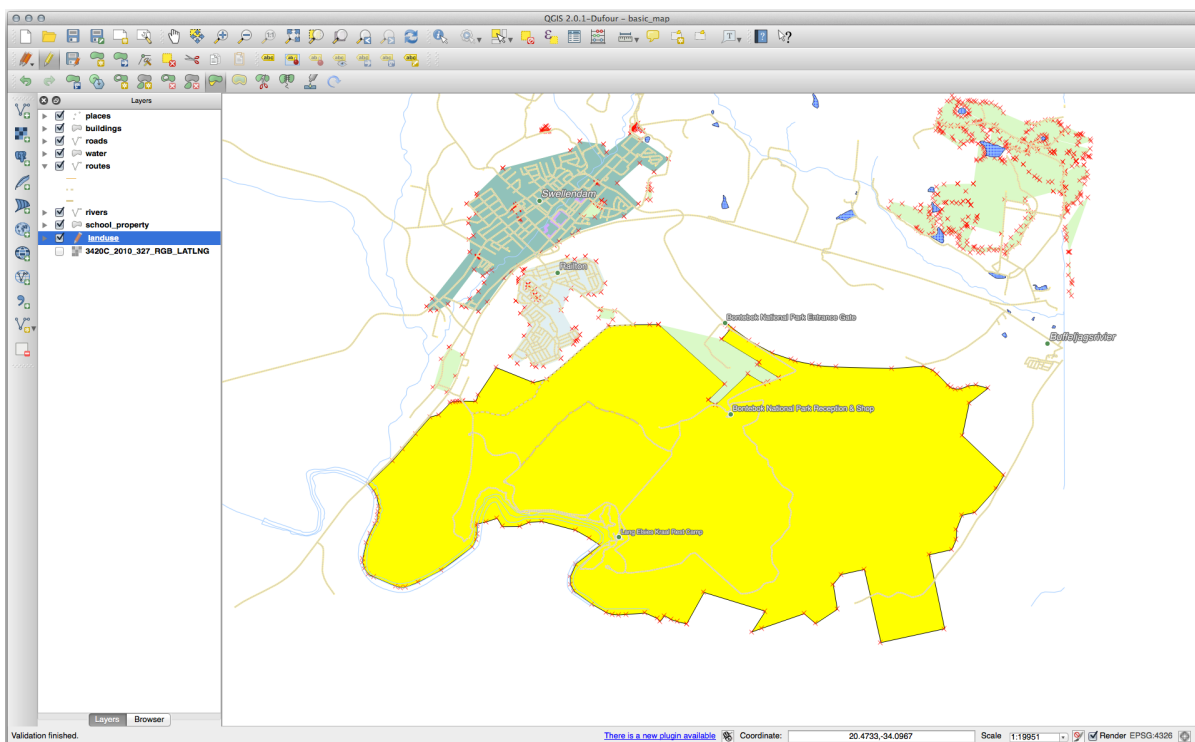 QGIS 2.0.1-Dufour - basic_map
Layers
places
buildings
roads
water
routes
rivers
school_property
landuse
3420C_2010_327_RGB_LATLNG
Swellendam
Railton
Bontebok National Park Entrance Gate
Buffeljagsrivier
Bontebok National Park Reception & Shop
Lang Elsies Kraal Rest Camp
Layers
Browser
Validation finished.
There is a new plugin available
Coordinate:
20.4733,-34.0967
Scale
1:19951
Render
EPSG:4326